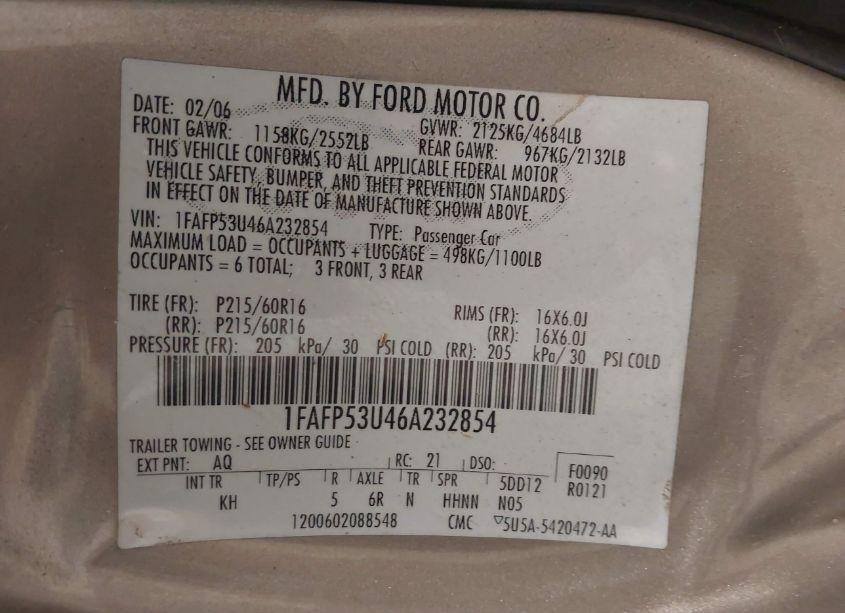 MFD. BY FORD MOTOR CO.
DATE: 02/06 GVWR: 2125KG/4684LB
FRONT GAWR: 1158KG/2552LB REAR GAWR: 967KG/2132LB
THIS VEHICLE CONFORMS TO ALL APPLICABLE FEDERAL MOTOR
VEHICLE SAFETY, BUMPER, AND THEFT PREVENTION STANDARDS
IN EFFECT ON THE DATE OF MANUFACTURE SHOWN ABOVE.
VIN: 1FAFP53U46A232854 TYPE: Passenger Car
MAXIMUM LOAD = OCCUPANTS + LUGGAGE = 498KG/1100LB
OCCUPANTS = 6 TOTAL; 3 FRONT, 3 REAR
TIRE (FR): P215/60R16 RIMS (FR): 16X6.0J
(RR): P215/60R16 (RR): 16X6.0J
PRESSURE (FR): 205 kPa/ 30 PSI COLD (RR): 205 kPa/ 30 PSI COLD
1FAFP53U46A232854
TRAILER TOWING - SEE OWNER GUIDE
EXT PNT: AQ RC: 21 DSO: F0090
INT TR TP/PS R AXLE TR SPR 5DD12 R0121
KH 5 6R N HHNN N05
1200602088548 CMC ▽5U5A-5420472-AA